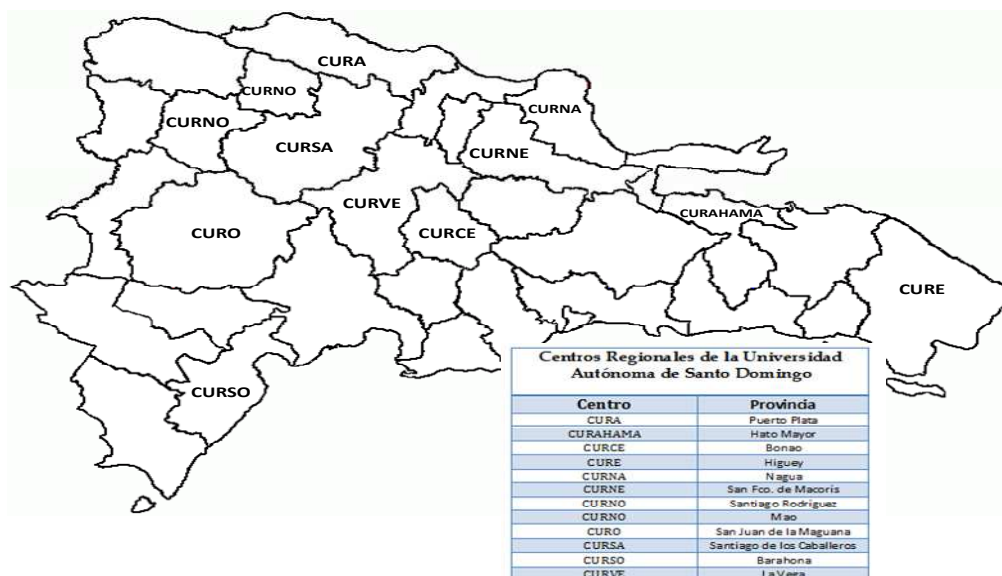 CURA
CURNO
CURNA
CURNO
CURSA
CURNE
CURVE
CURAHAMA
CURO
CURCE
CURE
CURSO
Centros Regionales de la Universidad
Autónoma de Santo Domingo
Centro Provincia
CURA Puerto Plata
CURAHAMA Hato Mayor
CURCE Bonao
CURE Higuey
CURNA Nagua
CURNE San Fco. de Macoris
CURNO Santiago Rodriguez
CURNO Mao
CURO San Juan de la Maguana
CURSA Santiago de los Caballeros
CURSO Barahona
CURVE La Vega